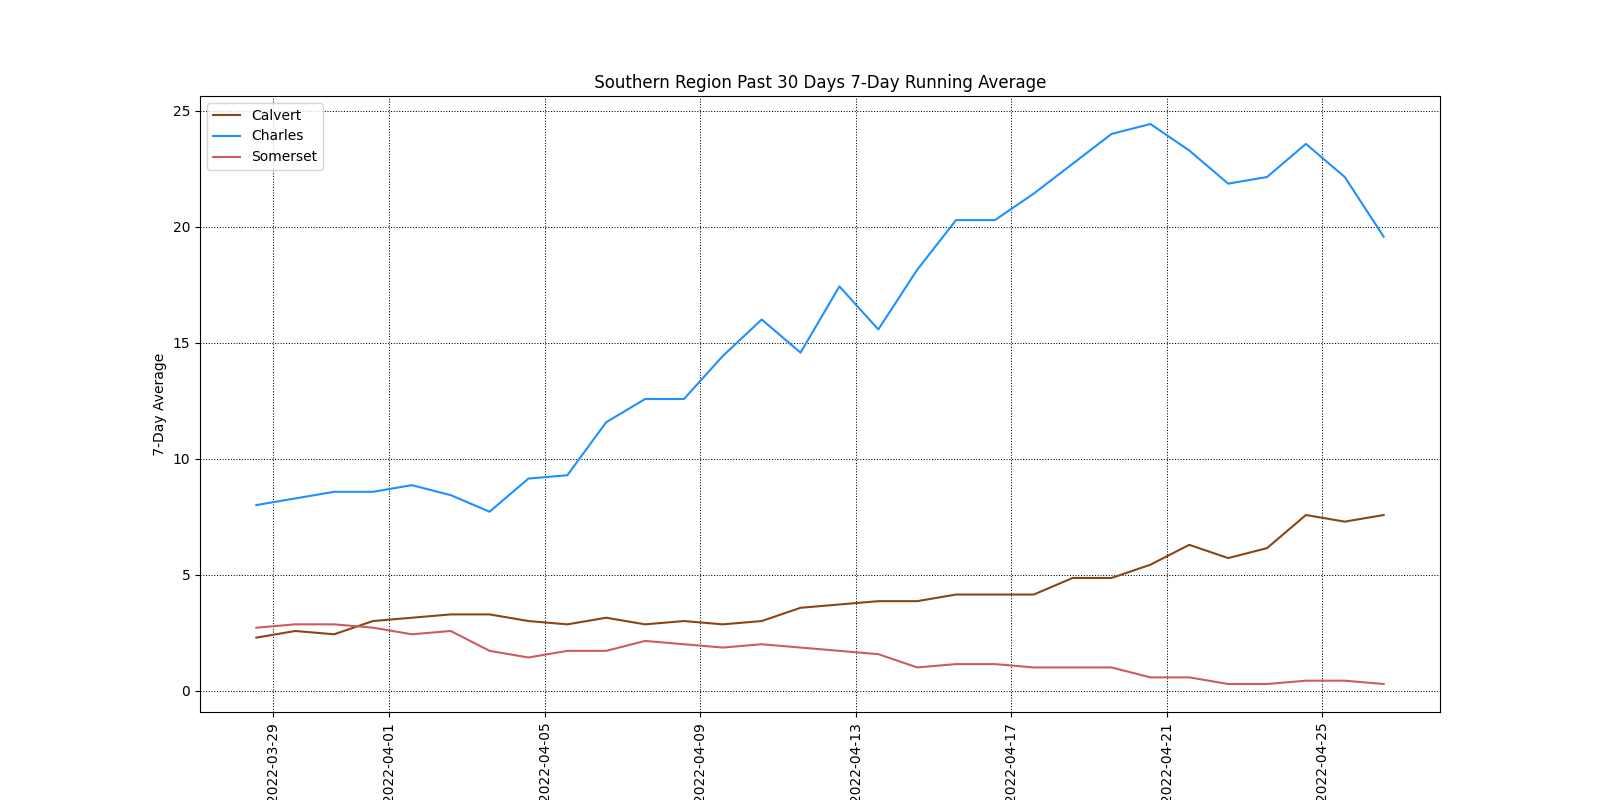 Southern Region Past 30 Days 7-Day Running Average
Calvert
Charles
Somerset
25
20
15
10
5
0
7-Day Average
2022-03-29
2022-04-01
2022-04-05
2022-04-09
2022-04-13
2022-04-17
2022-04-21
2022-04-25